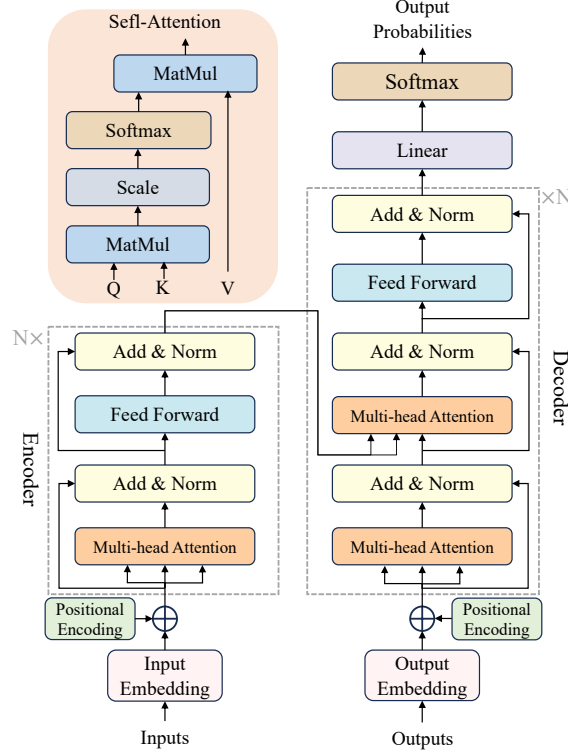 Sefl-Attention
MatMul
Softmax
Scale
MatMul
Q
K
V
N×
Add & Norm
Feed Forward
Add & Norm
Multi-head Attention
Encoder
Positional
Encoding
Input
Embedding
Inputs
Output
Probabilities
Softmax
Linear
×N
Add & Norm
Feed Forward
Add & Norm
Multi-head Attention
Add & Norm
Multi-head Attention
Decoder
Positional
Encoding
Output
Embedding
Outputs